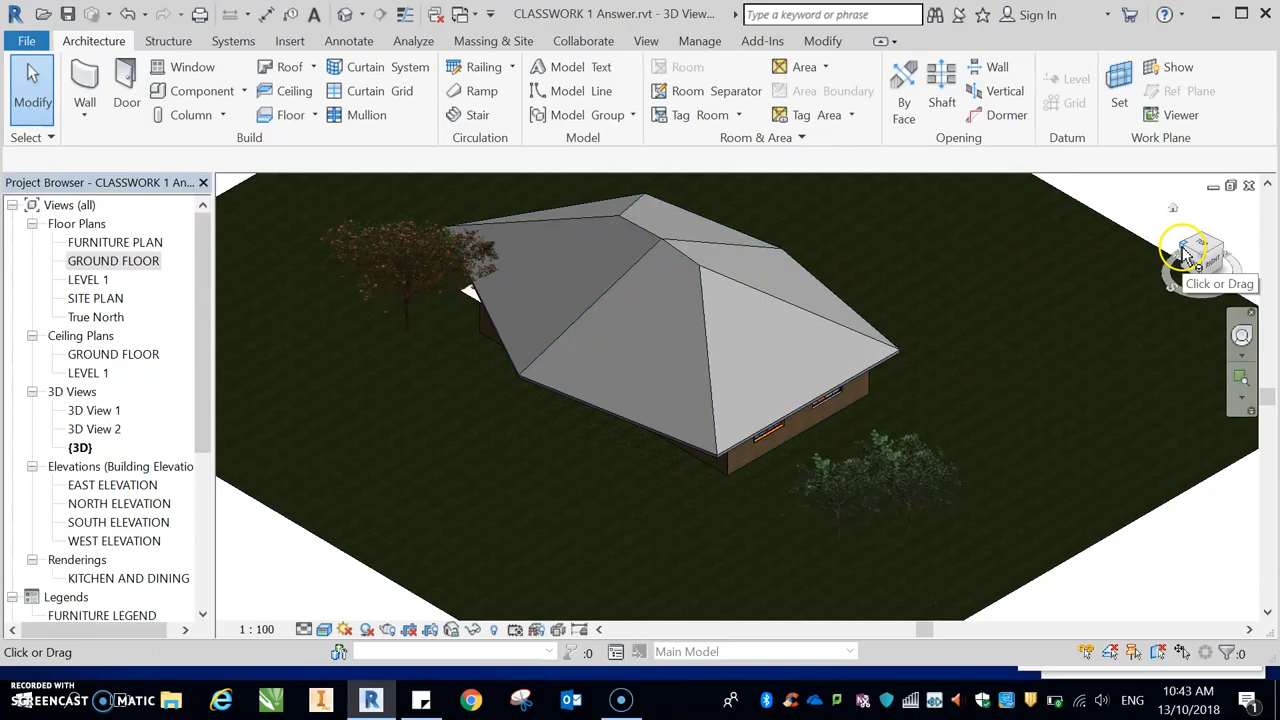 CLASSWORK 1 Answer.rvt - 3D View...
Type a keyword or phrase
Sign In
File
Architecture
Structure
Systems
Insert
Annotate
Analyze
Massing & Site
Collaborate
View
Manage
Add-Ins
Modify
Modify
Wall
Door
Window
Component
Column
Roof
Ceiling
Floor
Curtain System
Curtain Grid
Mullion
Railing
Ramp
Stair
Model Text
Model Line
Model Group
Room
Room Separator
Tag Room
Area
Area Boundary
Tag Area
By
Face
Shaft
Wall
Vertical
Dormer
Level
Grid
Set
Show
Ref Plane
Viewer
Select
Build
Circulation
Model
Room & Area
Opening
Datum
Work Plane
Project Browser - CLASSWORK 1 An...
Views (all)
Floor Plans
FURNITURE PLAN
GROUND FLOOR
LEVEL 1
SITE PLAN
True North
Ceiling Plans
GROUND FLOOR
LEVEL 1
3D Views
3D View 1
3D View 2
{3D}
Elevations (Building Elevatio
EAST ELEVATION
NORTH ELEVATION
SOUTH ELEVATION
WEST ELEVATION
Renderings
KITCHEN AND DINING
Legends
FURNITURE LEGEND
RIGHT
Click or Drag
1 : 100
Click or Drag
:0
Main Model
:0
RECORDED WITH
SCREENCAST MATIC
ENG
10:43 AM
13/10/2018